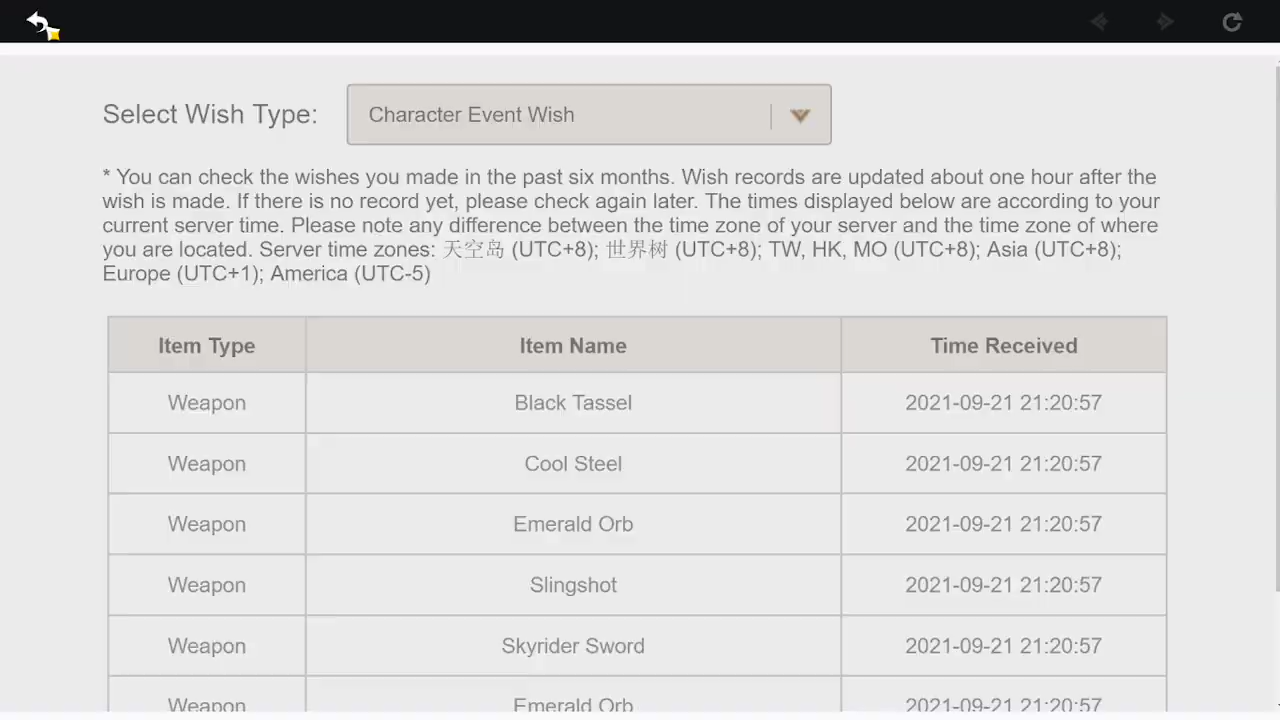 Select Wish Type: Character Event Wish
* You can check the wishes you made in the past six months. Wish records are updated about one hour after the
wish is made. If there is no record yet, please check again later. The times displayed below are according to your
current server time. Please note any difference between the time zone of your server and the time zone of where
you are located. Server time zones: 天空岛 (UTC+8); 世界树 (UTC+8); TW, HK, MO (UTC+8); Asia (UTC+8);
Europe (UTC+1); America (UTC-5)
Item Type Item Name Time Received
Weapon Black Tassel 2021-09-21 21:20:57
Weapon Cool Steel 2021-09-21 21:20:57
Weapon Emerald Orb 2021-09-21 21:20:57
Weapon Slingshot 2021-09-21 21:20:57
Weapon Skyrider Sword 2021-09-21 21:20:57
Weapon Emerald Orb 2021-09-21 21:20:57